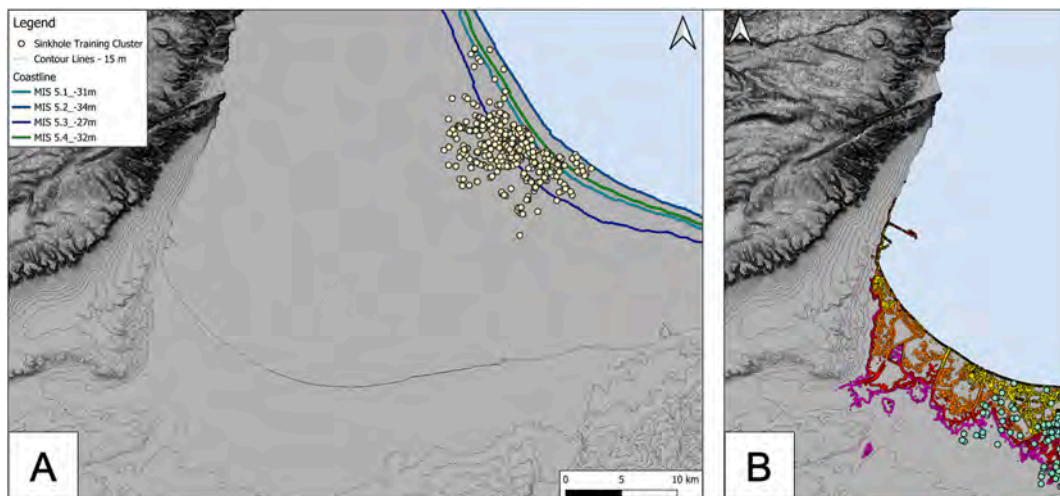 Legend
Sinkhole Training Cluster
Contour Lines - 15 m
Coastline
MIS 5.1_-31m
MIS 5.2_-34m
MIS 5.3_-27m
MIS 5.4_-32m
A
0 5 10 km
B